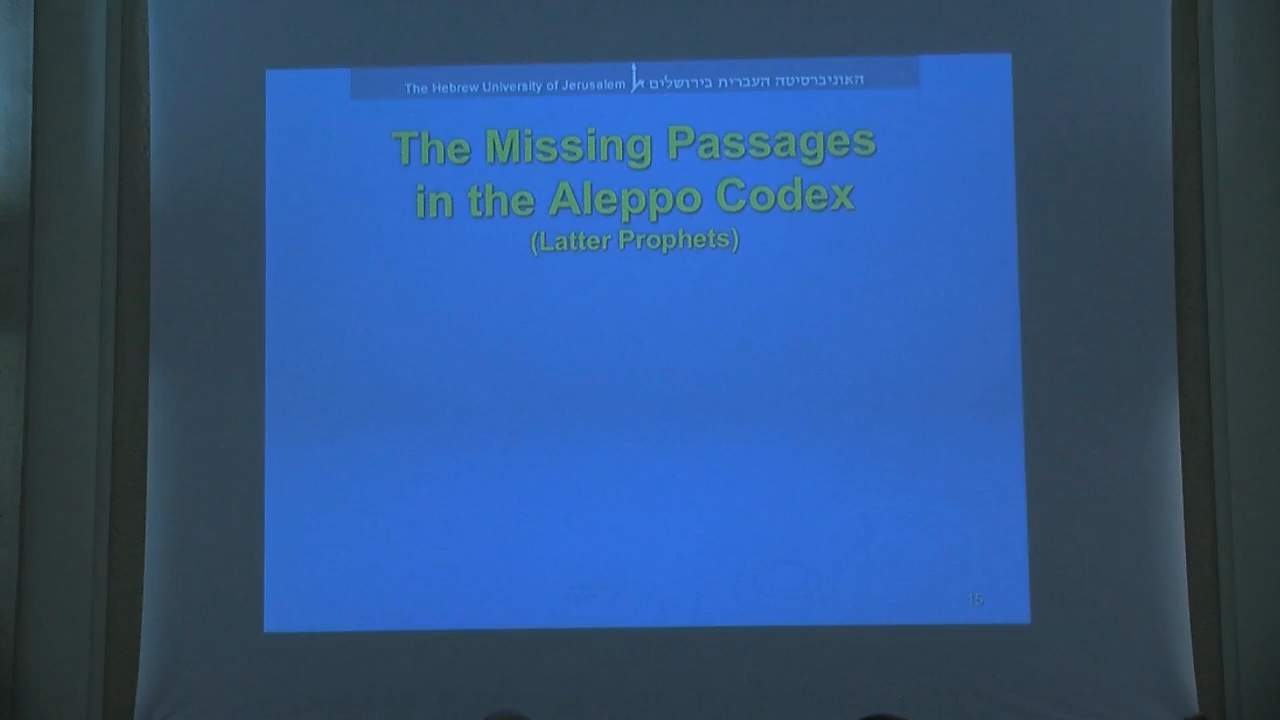 The Hebrew University of Jerusalem האוניברסיטה העברית בירושלים
The Missing Passages
in the Aleppo Codex
(Latter Prophets)
15